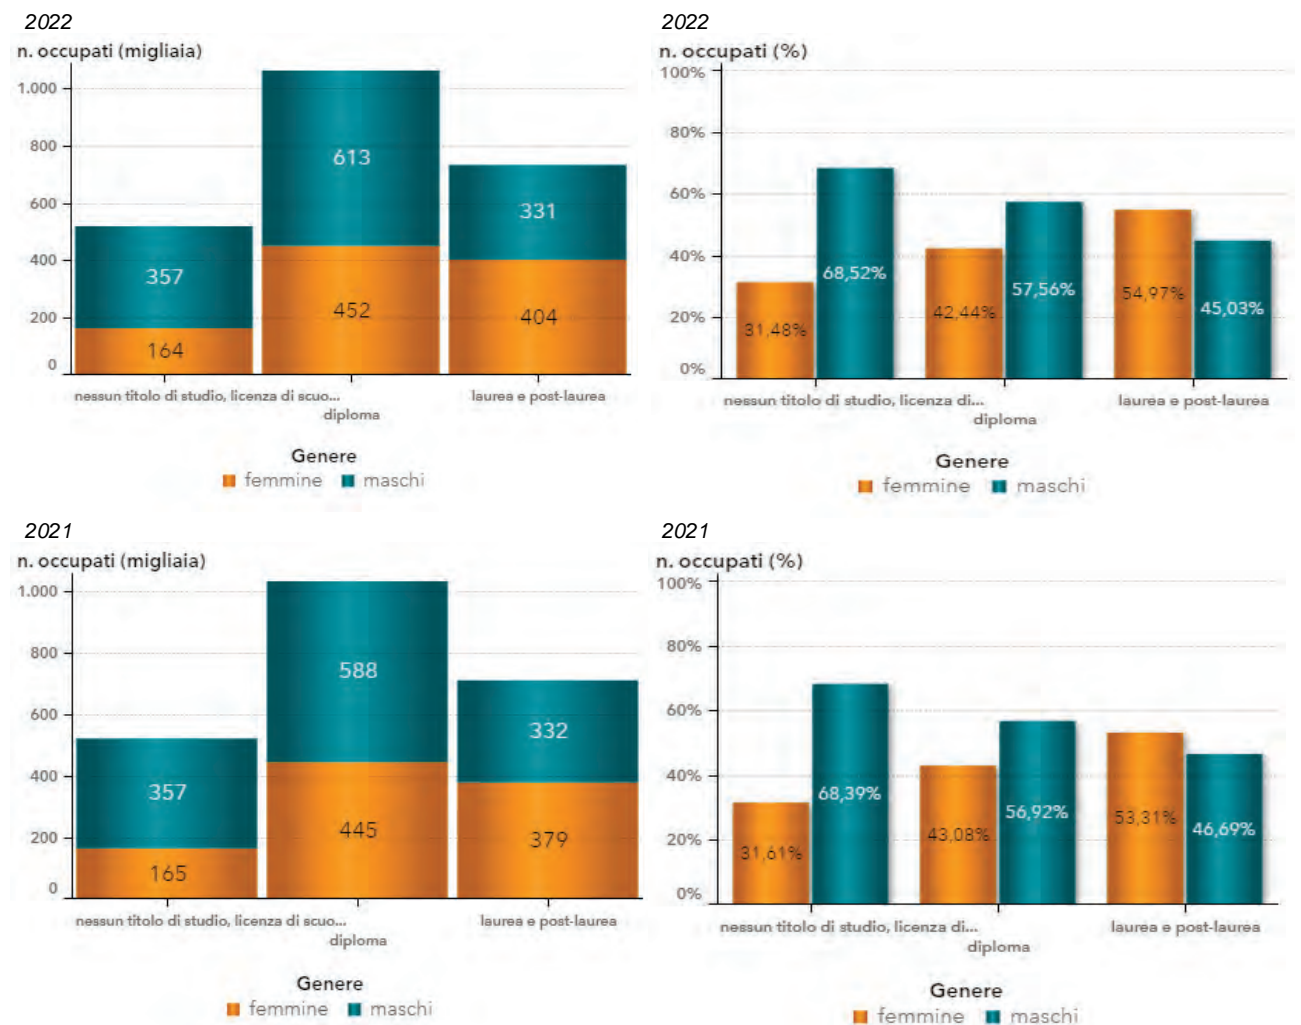 2022
n. occupati (migliaia)
1.000
800
600
400
200
0
357
164
613
452
331
404
nessun titolo di studio, licenza di scuo...
diploma
laurea e post-laurea
Genere
femmine maschi
2022
n. occupati (%)
100%
80%
60%
40%
20%
0%
31,48%
68,52%
42,44%
57,56%
54,97%
45,03%
nessun titolo di studio, licenza di...
diploma
laurea e post-laurea
Genere
femmine maschi
2021
n. occupati (migliaia)
1.000
800
600
400
200
0
357
165
588
445
332
379
nessun titolo di studio, licenza di scuo...
diploma
laurea e post-laurea
Genere
femmine maschi
2021
n. occupati (%)
100%
80%
60%
40%
20%
0%
31,61%
68,39%
43,08%
56,92%
53,31%
46,69%
nessun titolo di studio, licenza di...
diploma
laurea e post-laurea
Genere
femmine maschi